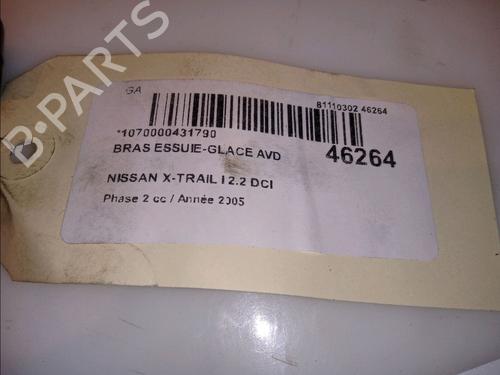 GA
81110302 46264
*1070000431790
BRAS ESSUIE-GLACE AVD
46264
NISSAN X-TRAIL I 2.2 DCI
Phase 2 cc / Année 2005
B-PARTS